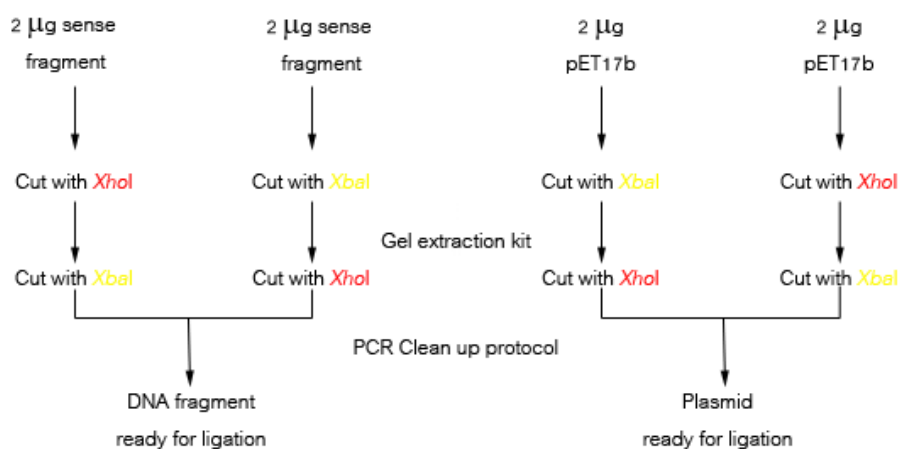 2 μg sense
fragment
2 μg sense
fragment
2 μg
pET17b
2 μg
pET17b
Cut with XhoI
Cut with XbaI
Cut with XbaI
Cut with XhoI
Gel extraction kit
Cut with XbaI
Cut with XhoI
Cut with XhoI
Cut with XbaI
PCR Clean up protocol
DNA fragment
ready for ligation
Plasmid
ready for ligation